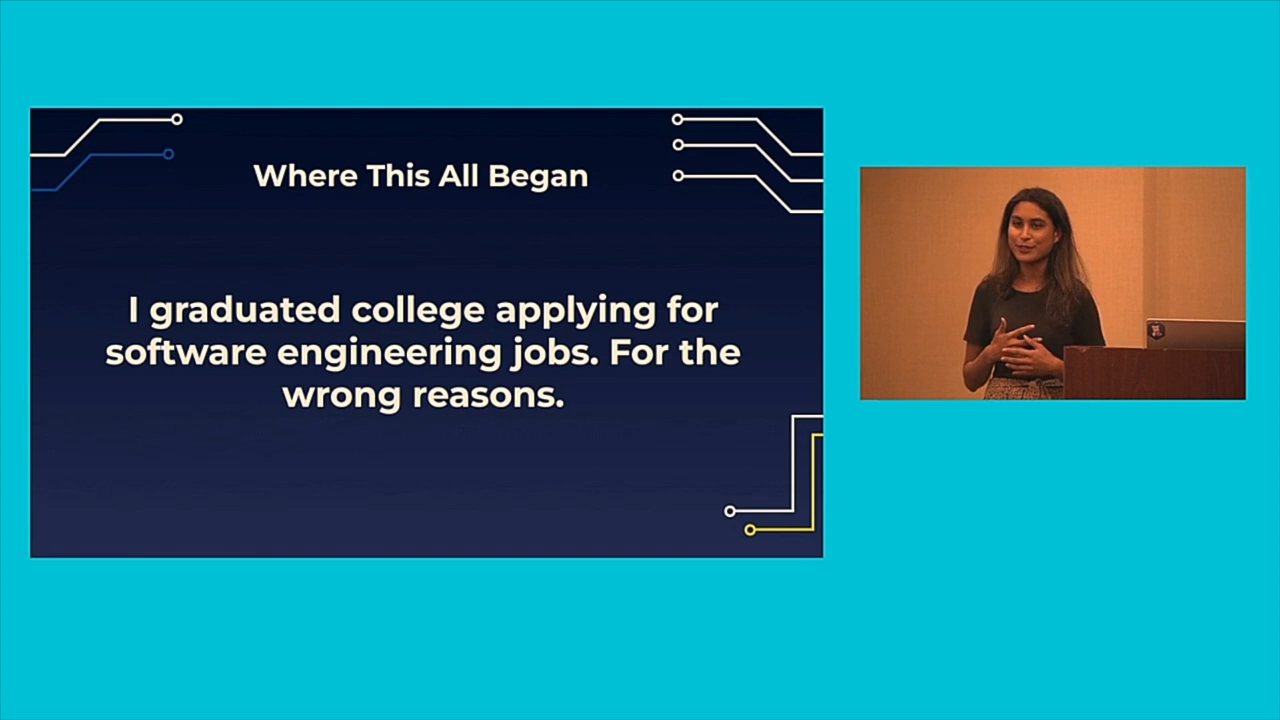 Where This All Began
I graduated college applying for
software engineering jobs. For the
wrong reasons.